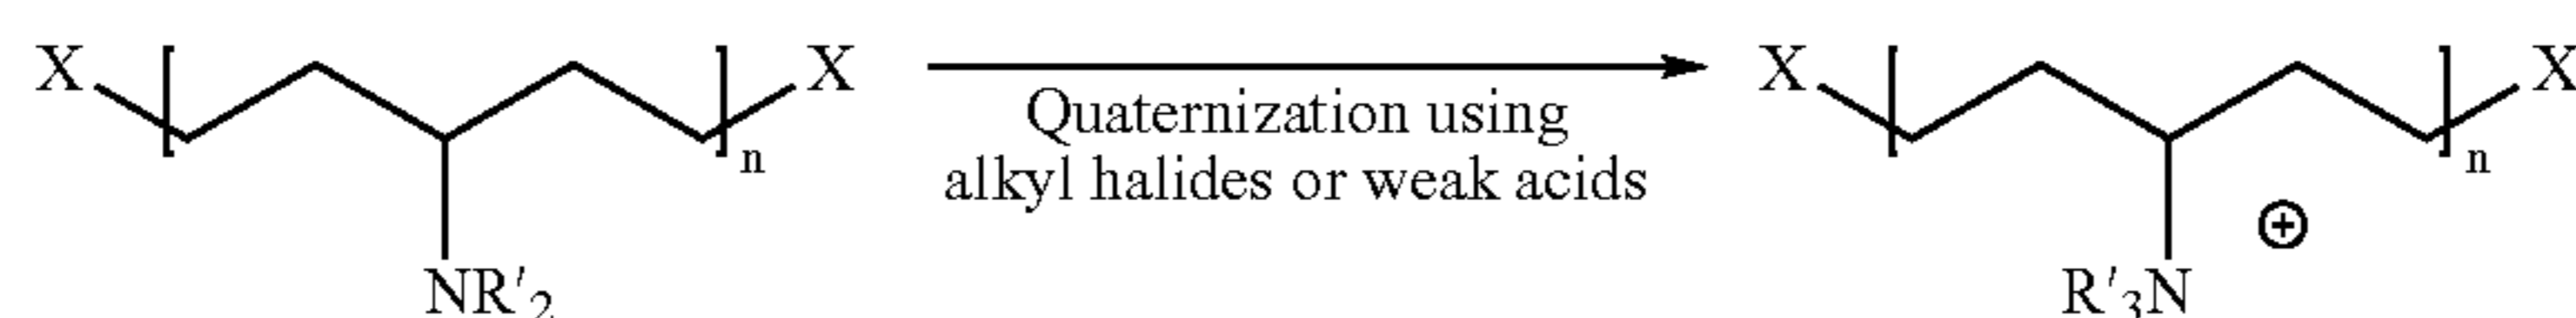 X X
n
NR'2
Quaternization using
alkyl halides or weak acids
X X
n
⊕
R'3N